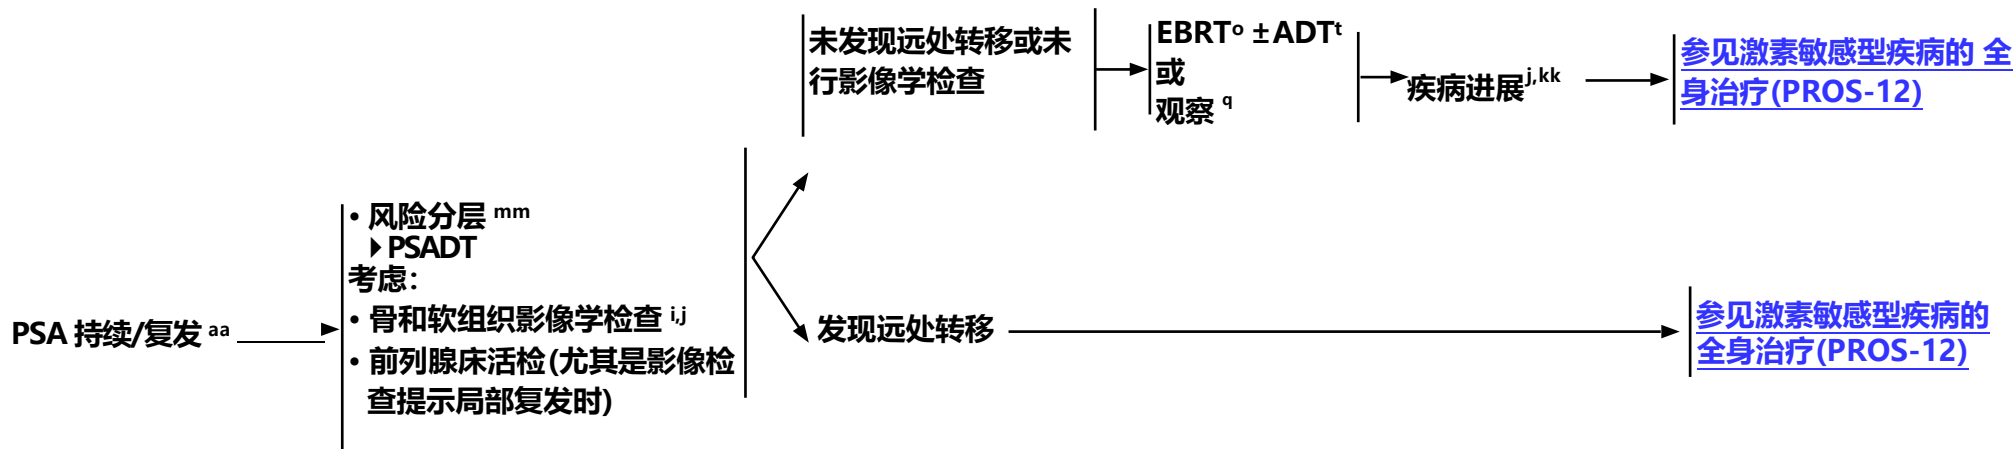 PSA 持续/复发 aa
• 风险分层 mm
PSADT
考虑：
• 骨和软组织影像学检查 i,j
• 前列腺床活检(尤其是影像检
查提示局部复发时)
未发现远处转移或未
行影像学检查
EBRTo ±ADTt
或
观察 q
疾病进展j,kk
参见激素敏感型疾病的 全
身治疗(PROS-12)
发现远处转移
参见激素敏感型疾病的
全身治疗(PROS-12)